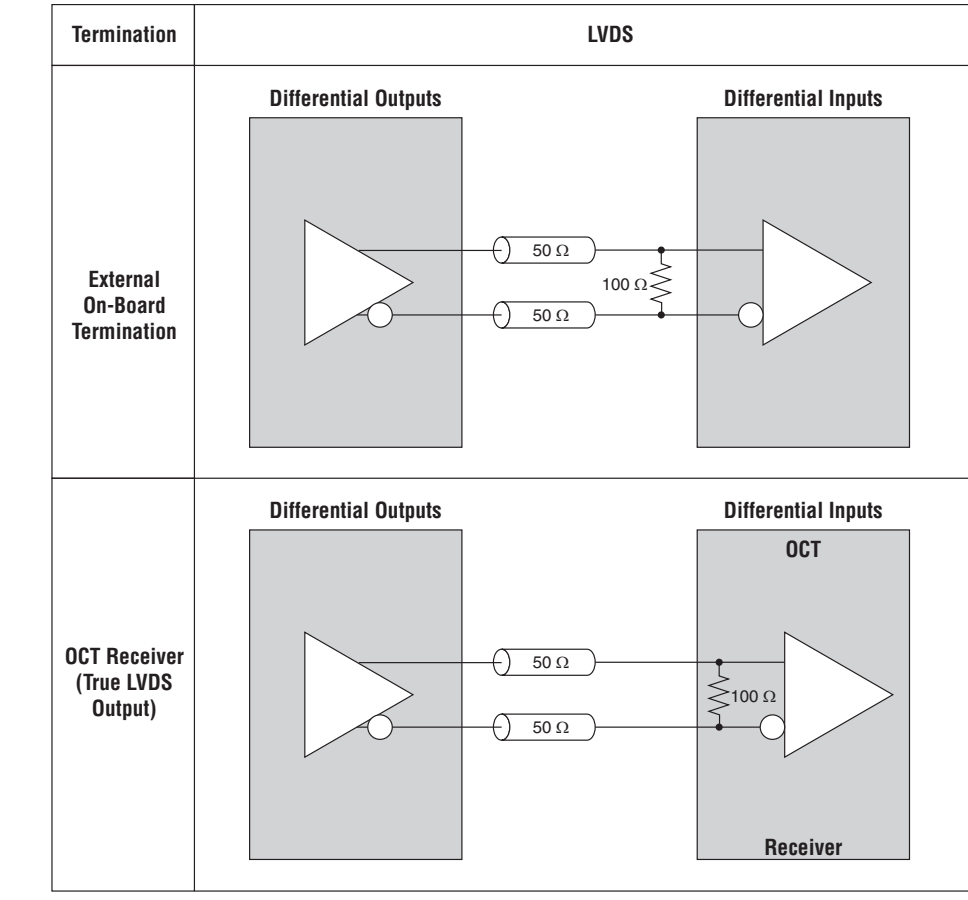 Termination
LVDS
External
On-Board
Termination
Differential Outputs
Differential Inputs
50 Ω
100 Ω
50 Ω
OCT Receiver
(True LVDS
Output)
Differential Outputs
Differential Inputs
OCT
50 Ω
100 Ω
50 Ω
Receiver